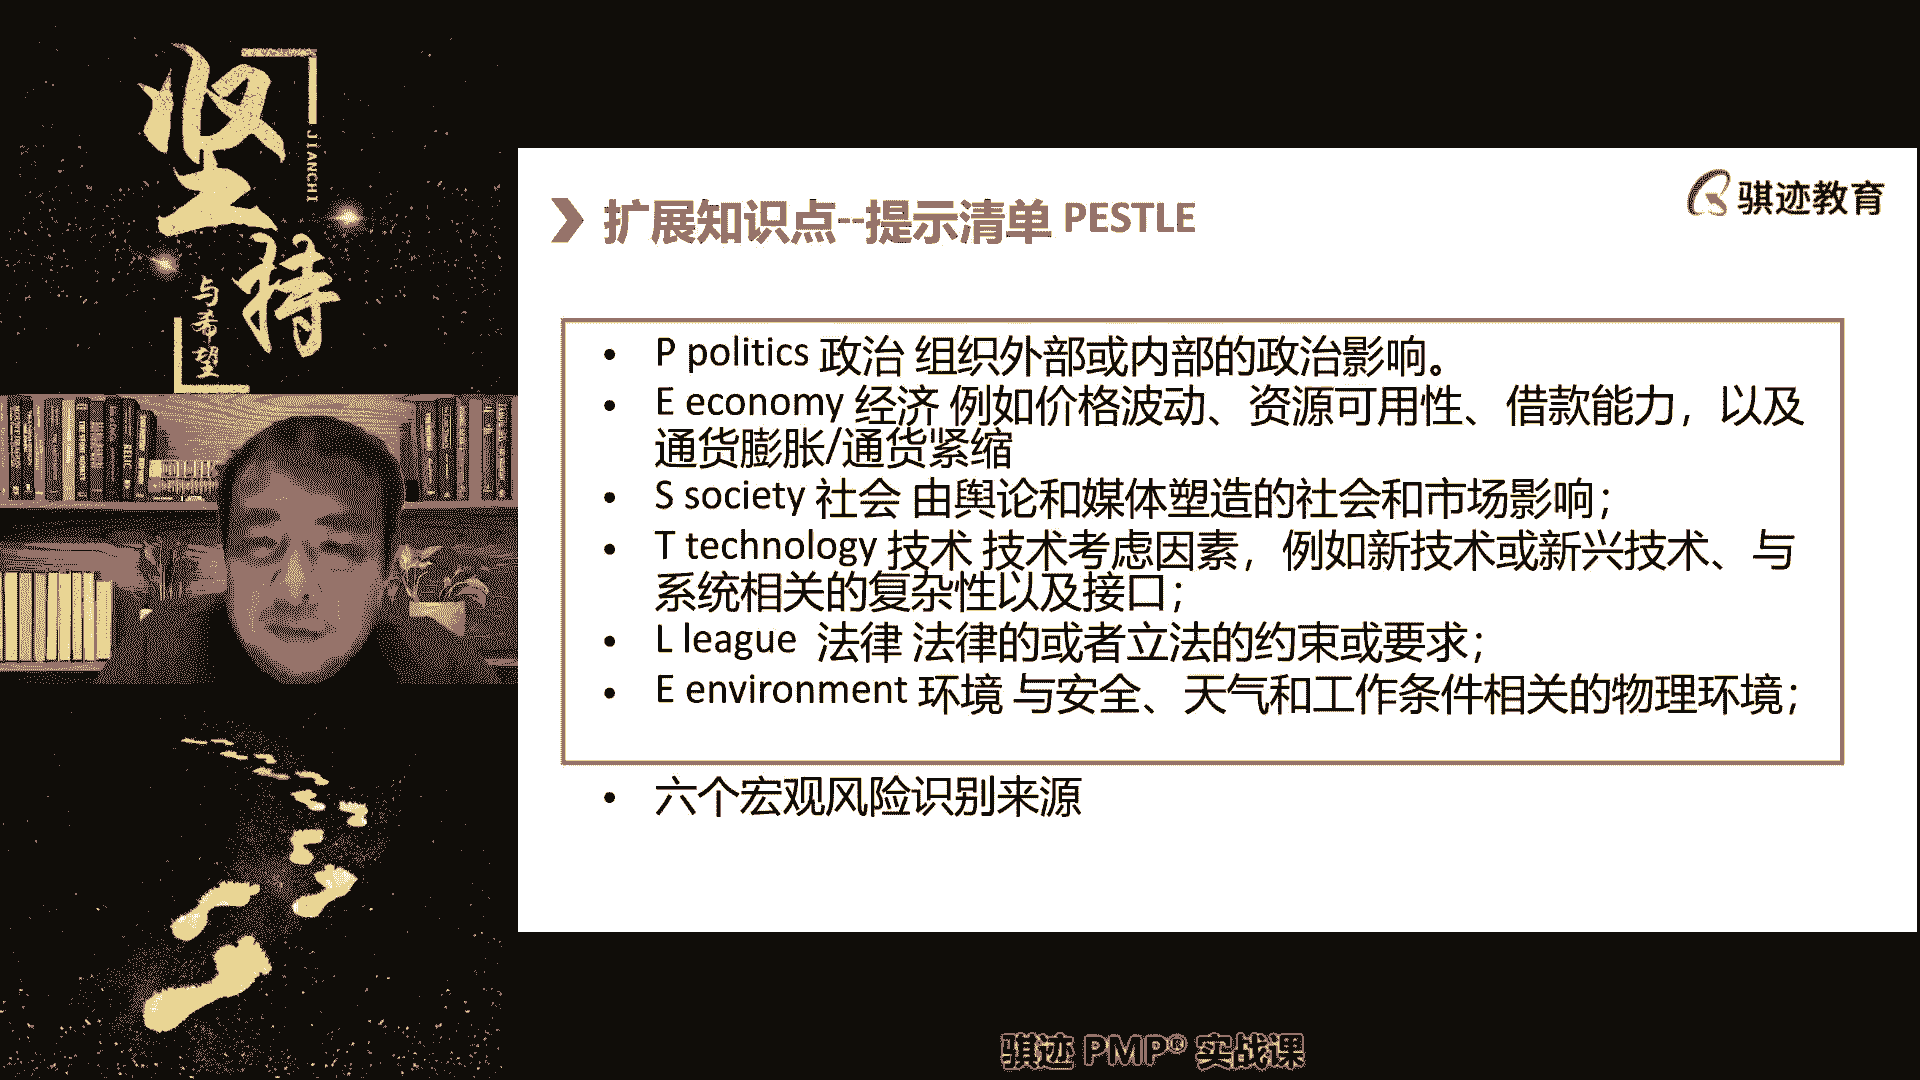 坚持
JIANCHI
与希望
骐迹教育
扩展知识点--提示清单 PESTLE
• P politics 政治 组织外部或内部的政治影响。
• E economy 经济 例如价格波动、资源可用性、借款能力，以及
通货膨胀/通货紧缩
• S society 社会 由舆论和媒体塑造的社会和市场影响；
• T technology 技术 技术考虑因素，例如新技术或新兴技术、与
系统相关的复杂性以及接口；
• L league 法律 法律的或者立法的约束或要求；
• E environment 环境 与安全、天气和工作条件相关的物理环境；
• 六个宏观风险识别来源
骐迹 PMP® 实战课